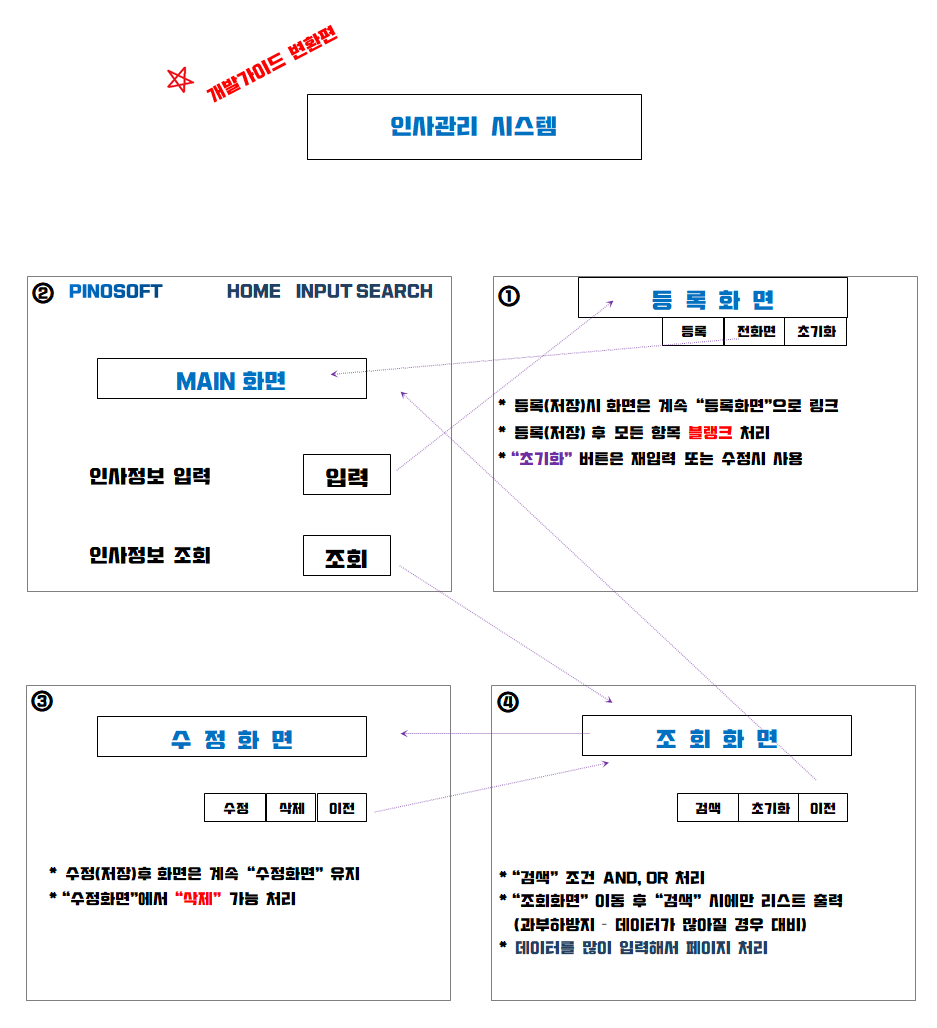 개발가이드 변환편
인사관리 시스템
② PINOSOFT HOME INPUT SEARCH
MAIN 화면
인사정보 입력 입력
인사정보 조회 조회
① 등 록 화 면
등록 전화면 초기화
* 등록(저장)시 화면은 계속 “등록화면”으로 링크
* 등록(저장) 후 모든 항목 블랭크 처리
* “초기화” 버튼은 재입력 또는 수정시 사용
③
수 정 화 면
수정 삭제 이전
* 수정(저장)후 화면은 계속 “수정화면” 유지
* “수정화면”에서 “삭제” 가능 처리
④
조 회 화 면
검색 초기화 이전
* “검색” 조건 AND, OR 처리
* “조회화면” 이동 후 “검색” 시에만 리스트 출력
(과부하방지 - 데이터가 많아질 경우 대비)
* 데이터를 많이 입력해서 페이지 처리